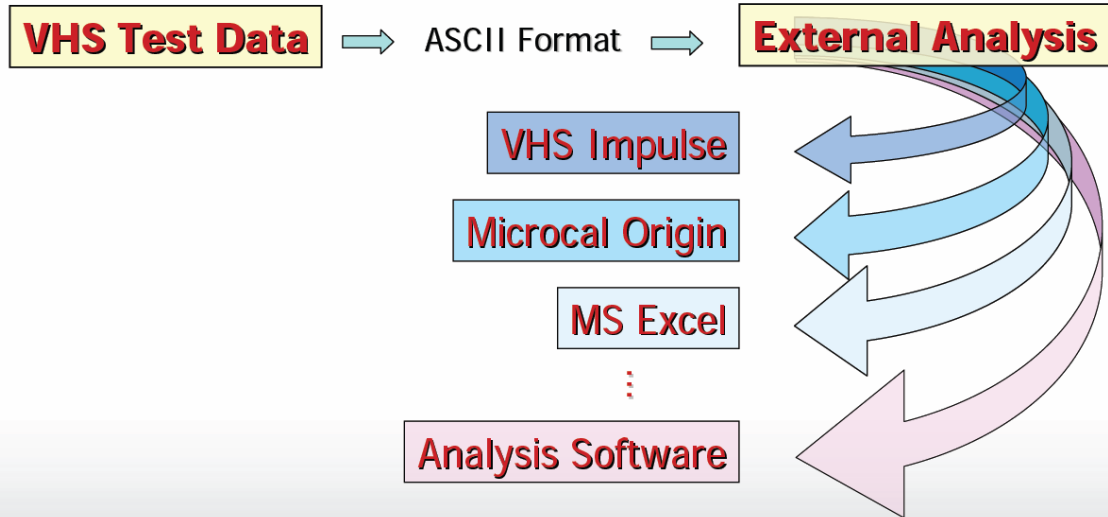 VHS Test Data ASCII Format External Analysis
VHS Impulse
Microcal Origin
MS Excel
⋮
Analysis Software